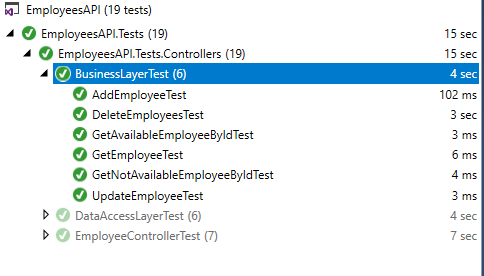 EmployeesAPI (19 tests)
EmployeesAPI.Tests (19) 15 sec
EmployeesAPI.Tests.Controllers (19) 15 sec
BusinessLayerTest (6) 4 sec
AddEmployeeTest 102 ms
DeleteEmployeesTest 3 sec
GetAvailableEmployeeByIdTest 3 ms
GetEmployeeTest 6 ms
GetNotAvailableEmployeeByIdTest 4 ms
UpdateEmployeeTest 3 ms
DataAccessLayerTest (6) 4 sec
EmployeeControllerTest (7) 7 sec